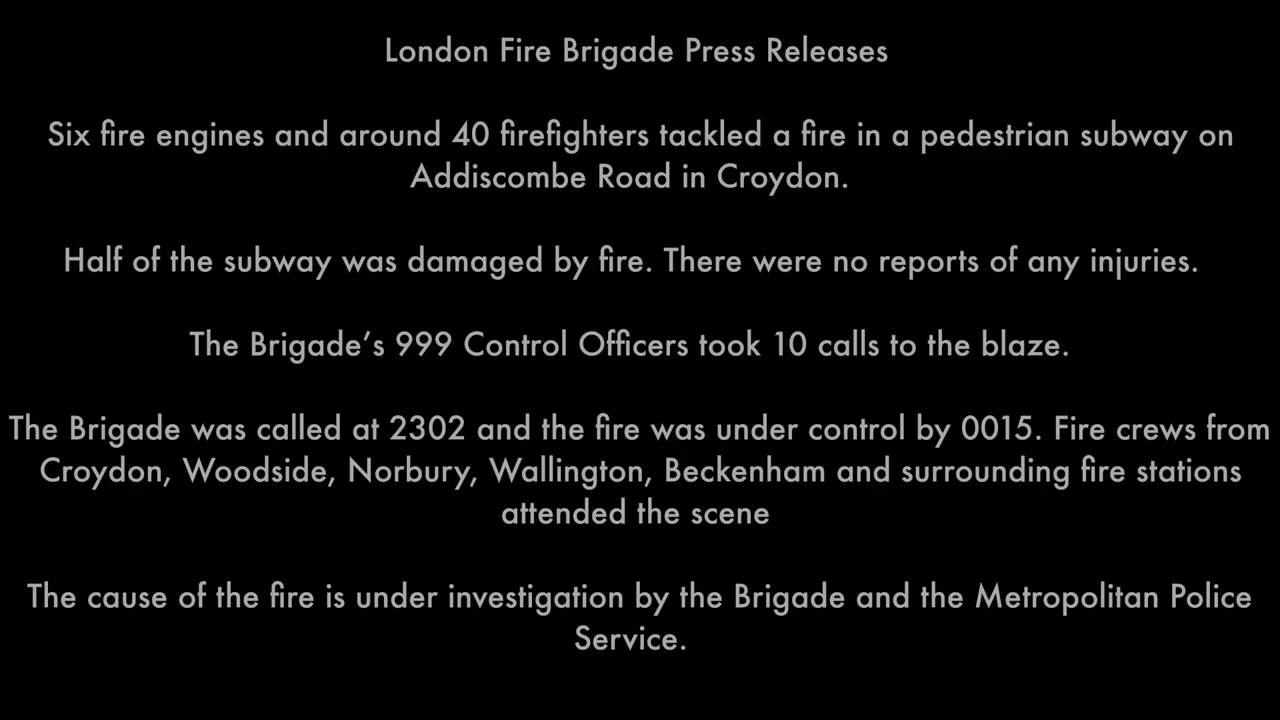 London Fire Brigade Press Releases
Six fire engines and around 40 firefighters tackled a fire in a pedestrian subway on
Addiscombe Road in Croydon.
Half of the subway was damaged by fire. There were no reports of any injuries.
The Brigade’s 999 Control Officers took 10 calls to the blaze.
The Brigade was called at 2302 and the fire was under control by 0015. Fire crews from
Croydon, Woodside, Norbury, Wallington, Beckenham and surrounding fire stations
attended the scene
The cause of the fire is under investigation by the Brigade and the Metropolitan Police
Service.